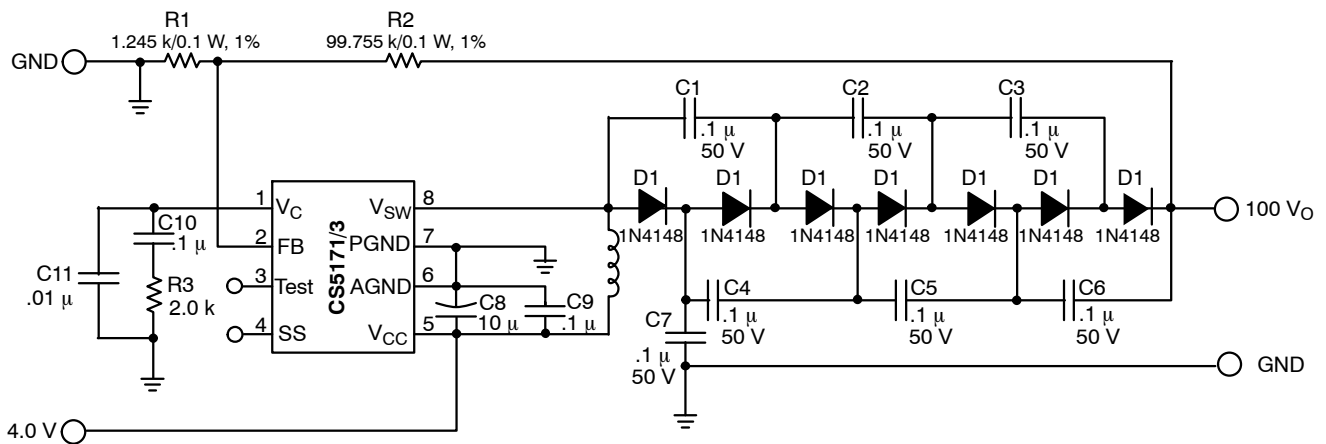 R1
1.245 k/0.1 W, 1%
R2
99.755 k/0.1 W, 1%
GND
C1
.1 μ
50 V
C2
.1 μ
50 V
C3
.1 μ
50 V
D1
1N4148
D1
1N4148
D1
1N4148
D1
1N4148
D1
1N4148
D1
1N4148
D1
1N4148
100 VO
1
VC
2
FB
3
Test
4
SS
CS5171/3
VSW
8
PGND
7
AGND
6
VCC
5
C10
.1 μ
C11
.01 μ
R3
2.0 k
C8
10 μ
C9
.1 μ
C4
.1 μ
50 V
C5
.1 μ
50 V
C6
.1 μ
50 V
C7
.1 μ
50 V
GND
4.0 V